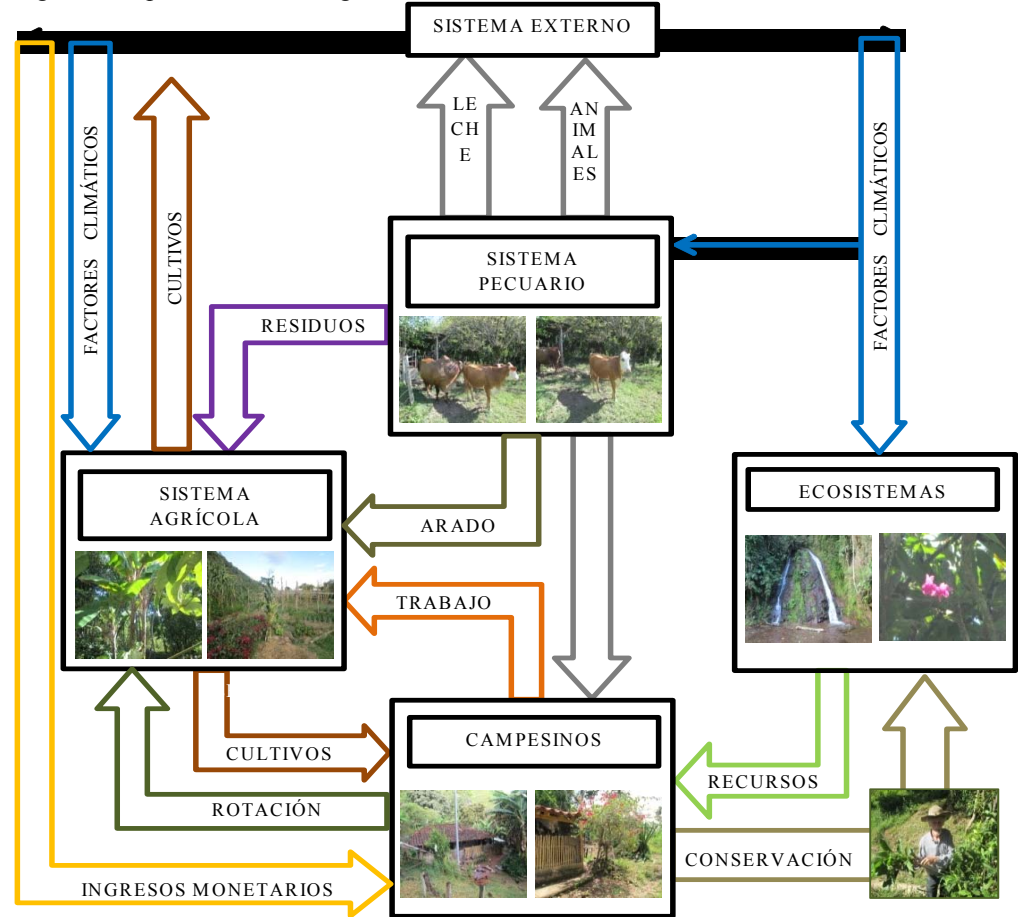 SISTEMA EXTERNO
LE
CH
E
AN
IM
AL
ES
FACTORES CLIMÁTICOS
CULTIVOS
FACTORES CLIMÁTICOS
SISTEMA
PECUARIO
RESIDUOS
SISTEMA
AGRÍCOLA
ARADO
ECOSISTEMAS
TRABAJO
CAMPESINOS
CULTIVOS
RECURSOS
ROTACIÓN
CONSERVACIÓN
INGRESOS MONETARIOS